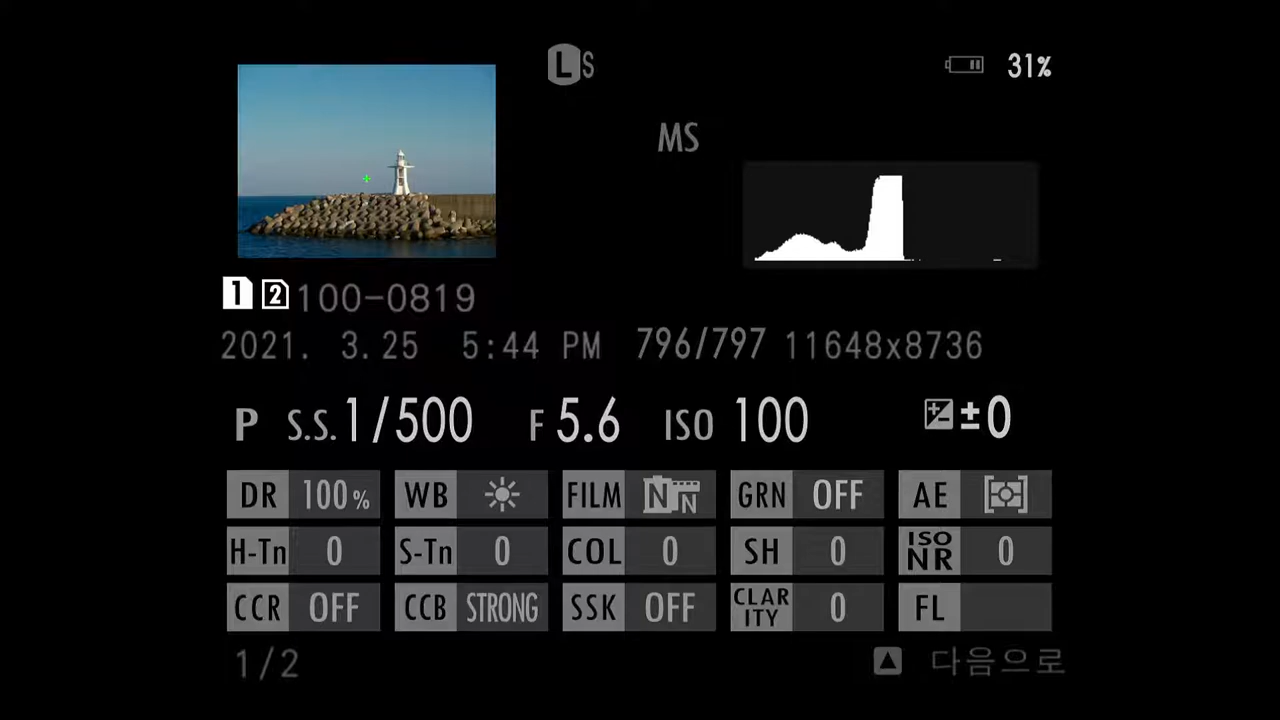 L S 31%
MS
1 2 100-0819
2021. 3.25 5:44 PM 796/797 11648x8736
P S.S. 1/500 F 5.6 ISO 100 ±0
DR 100% WB FILM N N GRN OFF AE
H-Tn 0 S-Tn 0 COL 0 SH 0 ISO NR 0
CCR OFF CCB STRONG SSK OFF CLARITY 0 FL
1/2 다음으로